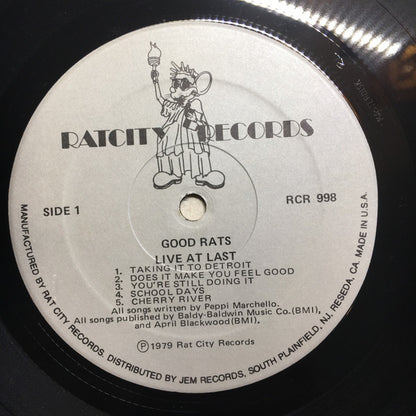 RATCITY RECORDS
SIDE 1
RCR 998
GOOD RATS
LIVE AT LAST
1. TAKING IT TO DETROIT
2. DOES IT MAKE YOU FEEL GOOD
3. YOU'RE STILL DOING IT
4. SCHOOL DAYS
5. CHERRY RIVER
All songs written by Peppi Marchello.
All songs published by Baldy-Baldwin Music Co.(BMI),
and April Blackwood(BMI)
Ⓟ 1979 Rat City Records
MANUFACTURED BY RAT CITY RECORDS. DISTRIBUTED BY JEM RECORDS, SOUTH PLAINFIELD, NJ, RESEDA, CA. MADE IN U.S.A.